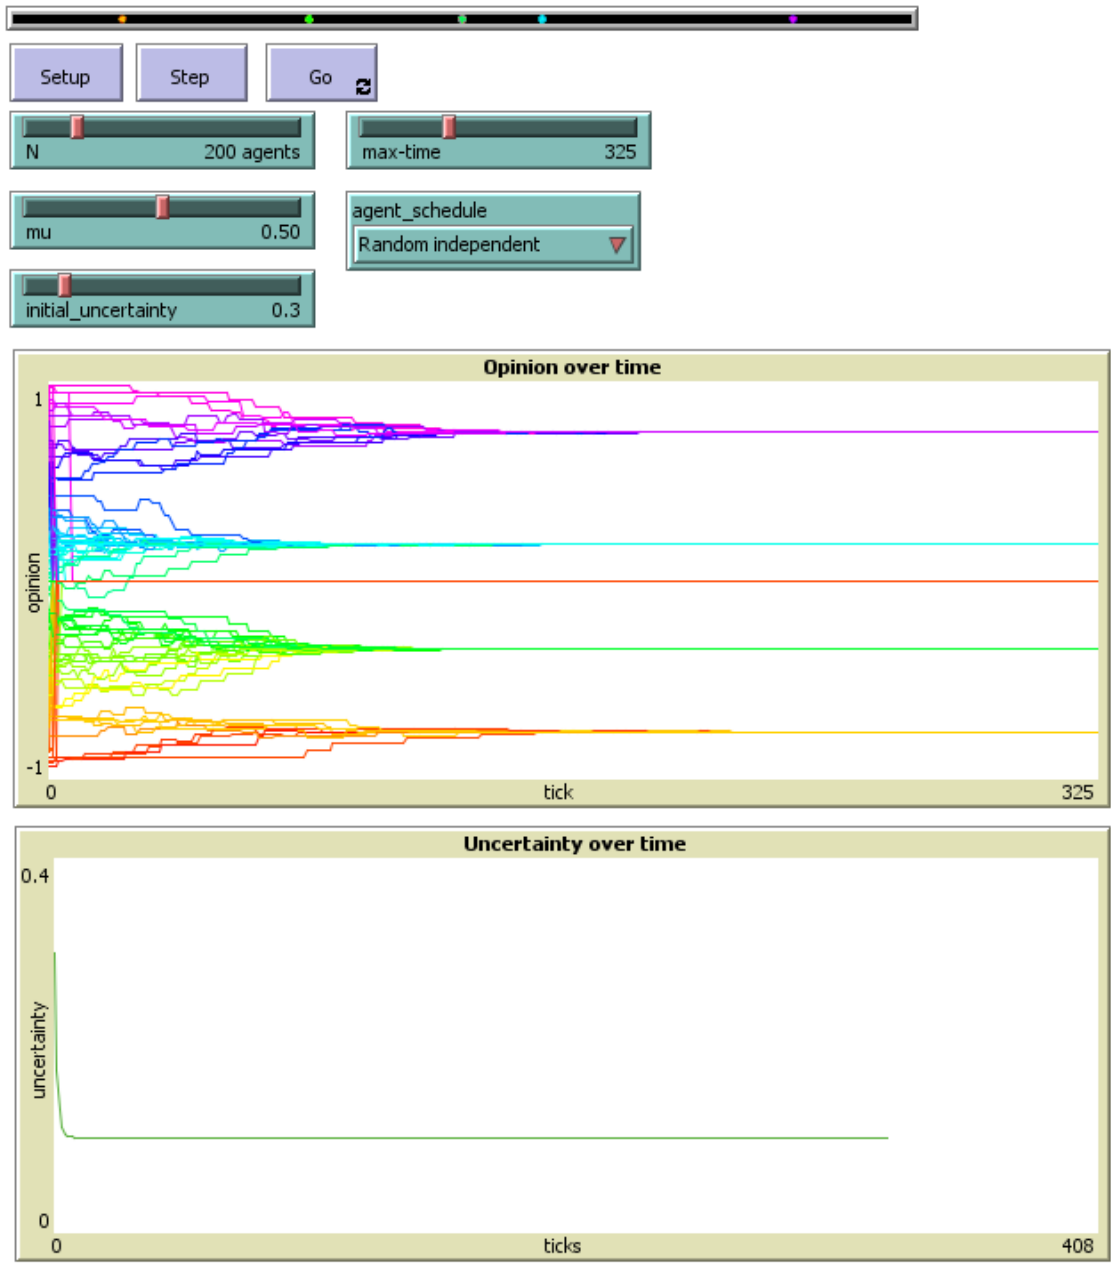 Setup
Step
Go
N 200 agents
max-time 325
mu 0.50
agent_schedule
Random independent
initial_uncertainty 0.3
Opinion over time
1
opinion
-1
0 tick 325
Uncertainty over time
0.4
uncertainty
0
0 ticks 408